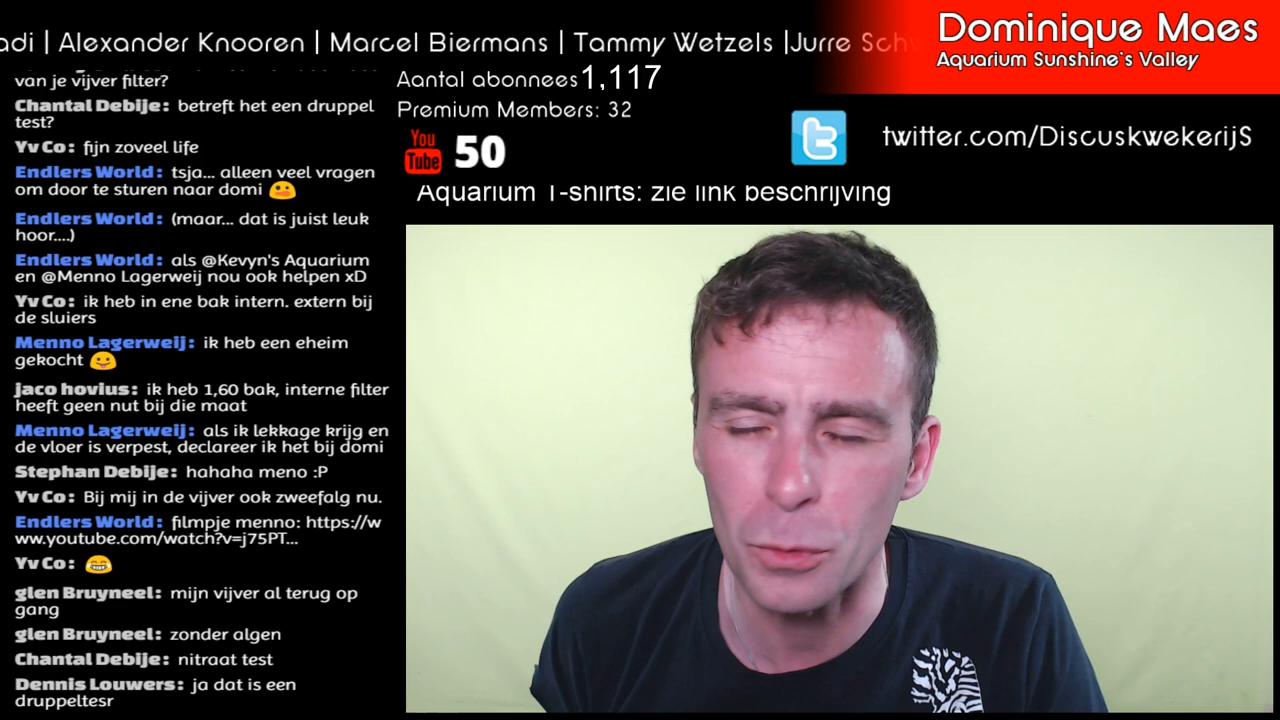 adi | Alexander Knooren | Marcel Biermans | Tammy Wetzels |Jurre
Dominique Maes
Aquarium Sunshine's Valley
Aantal abonnees 1,117
Premium Members: 32
You
Tube 50
twitter.com/DiscuskwekerijS
Aquarium T-shirts: zie link beschrijving
van je vijver filter?
Chantal Debije: betreft het een druppel
test?
Yv Co: fijn zoveel life
Endlers World: tsja... alleen veel vragen
om door te sturen naar domi
Endlers World: (maar... dat is juist leuk
hoor....)
Endlers World: als @Kevyn's Aquarium
en @Menno Lagerweij nou ook helpen xD
Yv Co: ik heb in ene bak intern. extern bij
de sluiers
Menno Lagerweij: ik heb een eheim
gekocht
jaco hovius: ik heb 1,60 bak, interne filter
heeft geen nut bij die maat
Menno Lagerweij: als ik lekkage krijg en
de vloer is verpest, declareer ik het bij domi
Stephan Debije: hahaha meno :P
Yv Co: Bij mij in de vijver ook zweefalg nu.
Endlers World: filmpje menno: https://w
ww.youtube.com/watch?v=j75PT...
Yv Co:
glen Bruyneel: mijn vijver al terug op
gang
glen Bruyneel: zonder algen
Chantal Debije: nitraat test
Dennis Louwers: ja dat is een
druppeltesr